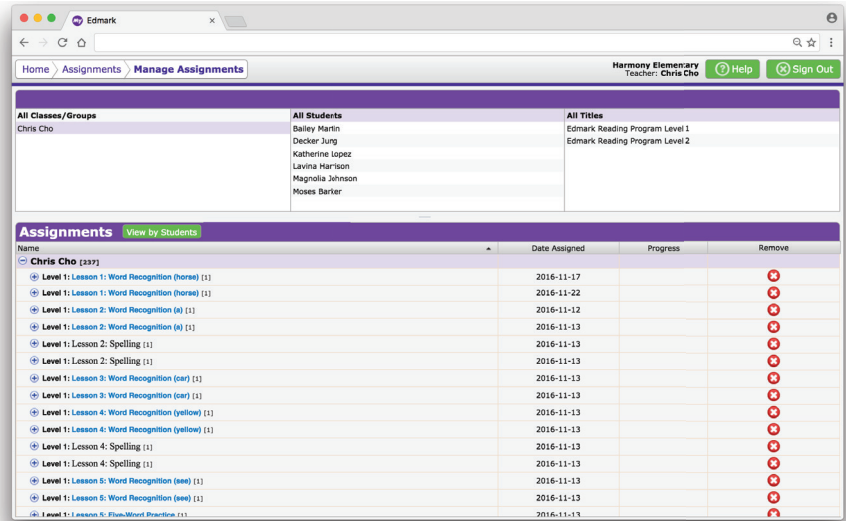 My Edmark ×
Home Assignments Manage Assignments
Harmony Elementary
Teacher: Chris Cho
? Help
Sign Out
All Classes/Groups All Students All Titles
Chris Cho Bailey Martin Edmark Reading Program Level 1
Decker Jung Edmark Reading Program Level 2
Katherine Lopez
Lavina Harrison
Magnolia Johnson
Moses Barker
Assignments View by Students
Name Date Assigned Progress Remove
Chris Cho [237]
Level 1: Lesson 1: Word Recognition (horse) [1] 2016-11-17
Level 1: Lesson 1: Word Recognition (horse) [1] 2016-11-22
Level 1: Lesson 2: Word Recognition (a) [1] 2016-11-12
Level 1: Lesson 2: Word Recognition (a) [1] 2016-11-13
Level 1: Lesson 2: Spelling [1] 2016-11-13
Level 1: Lesson 2: Spelling [1] 2016-11-13
Level 1: Lesson 3: Word Recognition (car) [1] 2016-11-13
Level 1: Lesson 3: Word Recognition (car) [1] 2016-11-13
Level 1: Lesson 4: Word Recognition (yellow) [1] 2016-11-13
Level 1: Lesson 4: Word Recognition (yellow) [1] 2016-11-13
Level 1: Lesson 4: Spelling [1] 2016-11-13
Level 1: Lesson 4: Spelling [1] 2016-11-13
Level 1: Lesson 5: Word Recognition (see) [1] 2016-11-13
Level 1: Lesson 5: Word Recognition (see) [1] 2016-11-13
Level 1: Lesson 5: Five-Word Practice [1] 2016-11-13